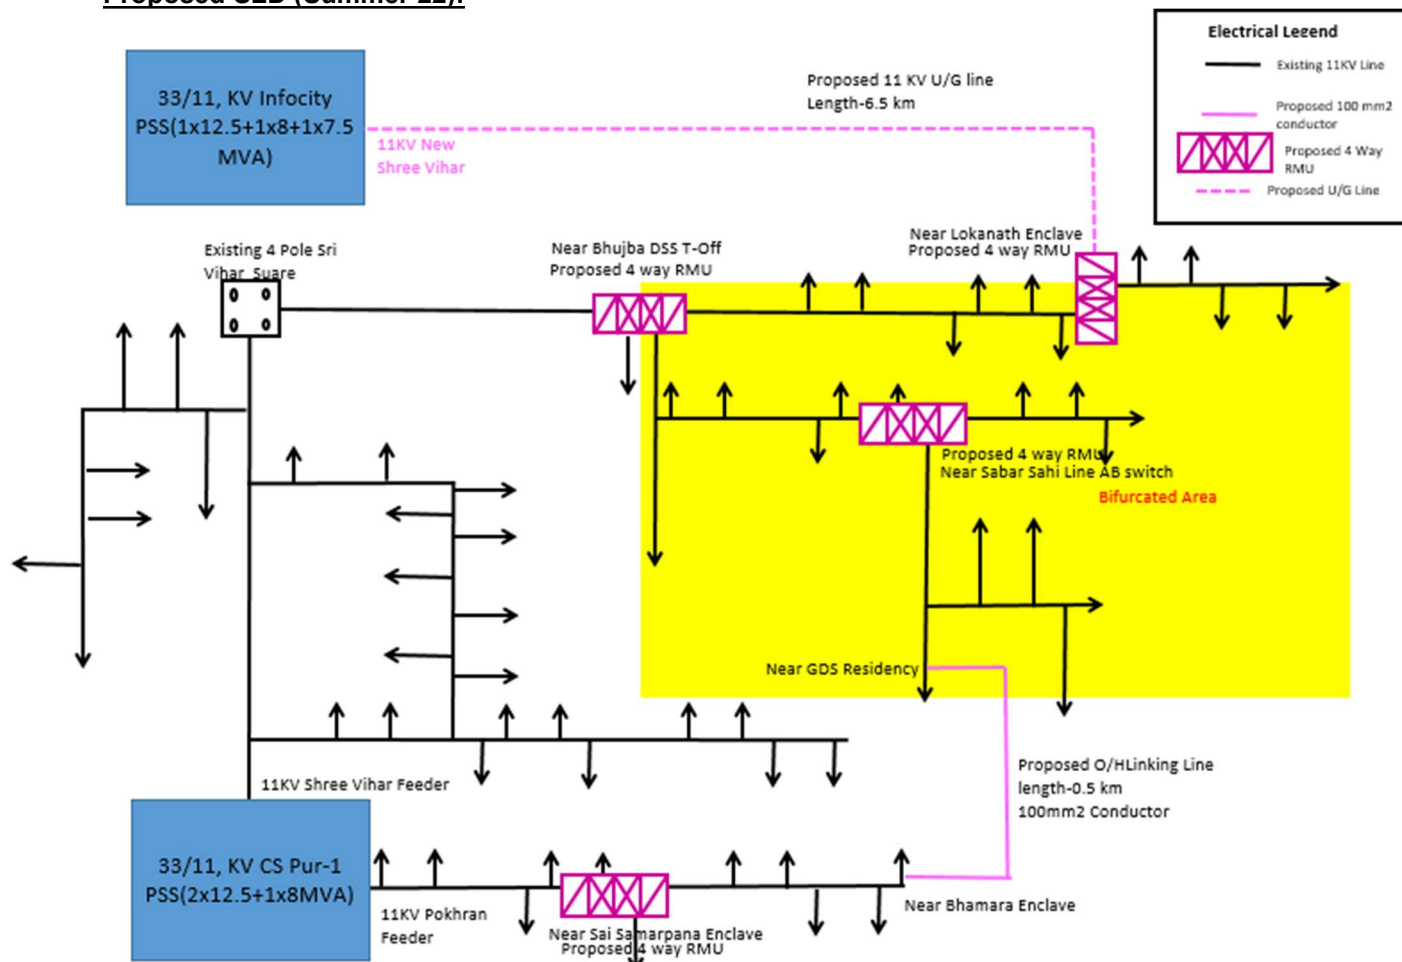 Proposed SLD (Summer-22):
Electrical Legend
Existing 11KV Line
Proposed 100 mm2
conductor
Proposed 4 Way
RMU
Proposed U/G Line
33/11, KV Infocity
PSS(1x12.5+1x8+1x7.5
MVA)
Proposed 11 KV U/G line
Length-6.5 km
11KV New
Shree Vihar
Existing 4 Pole Sri
Vihar Suare
Near Bhujba DSS T-Off
Proposed 4 way RMU
Near Lokanath Enclave
Proposed 4 way RMU
Proposed 4 way RMU
Near Sabar Sahi Line AB switch
Bifurcated Area
Near GDS Residency
11KV Shree Vihar Feeder
Proposed O/HLinking Line
length-0.5 km
100mm2 Conductor
33/11, KV CS Pur-1
PSS(2x12.5+1x8MVA)
11KV Pokhran
Feeder
Near Sai Samarpana Enclave
Proposed 4 way RMU
Near Bhamara Enclave